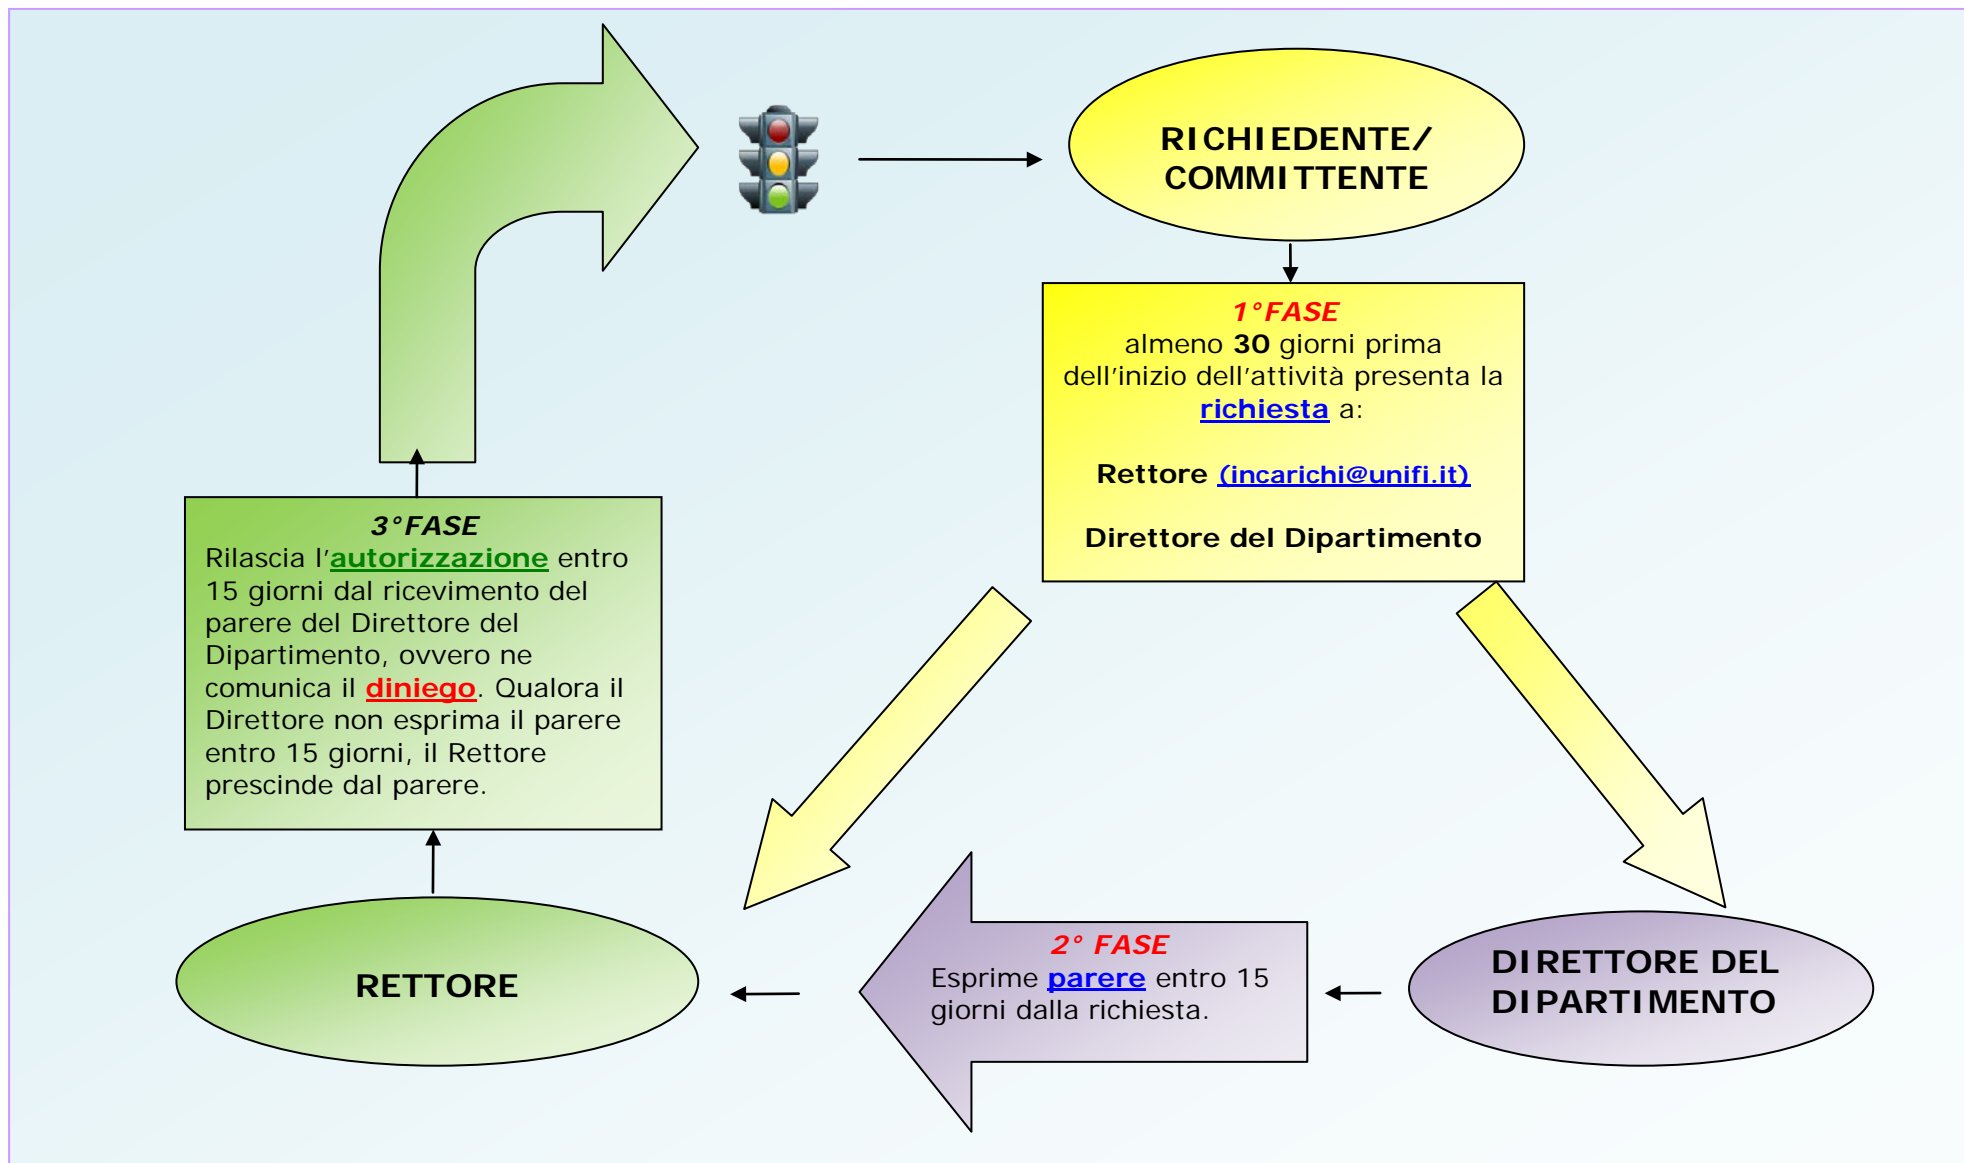 RICHIEDENTE/
COMMITTENTE
1°FASE
almeno 30 giorni prima
dell'inizio dell'attività presenta la
richiesta a:
Rettore (incarichi@unifi.it)
Direttore del Dipartimento
DIRETTORE DEL
DIPARTIMENTO
2° FASE
Esprime parere entro 15
giorni dalla richiesta.
RETTORE
3°FASE
Rilascia l'autorizzazione entro
15 giorni dal ricevimento del
parere del Direttore del
Dipartimento, ovvero ne
comunica il diniego. Qualora il
Direttore non esprima il parere
entro 15 giorni, il Rettore
prescinde dal parere.